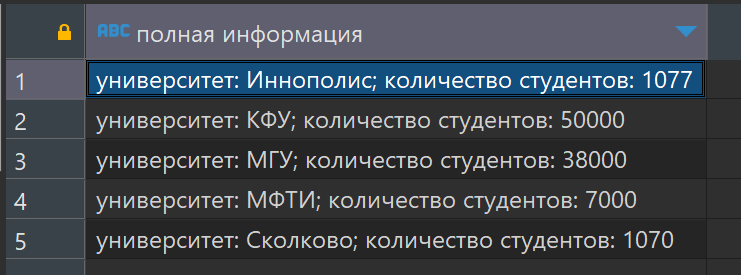 ABC полная информация
1 университет: Иннополис; количество студентов: 1077
2 университет: КФУ; количество студентов: 50000
3 университет: МГУ; количество студентов: 38000
4 университет: МФТИ; количество студентов: 7000
5 университет: Сколково; количество студентов: 1070